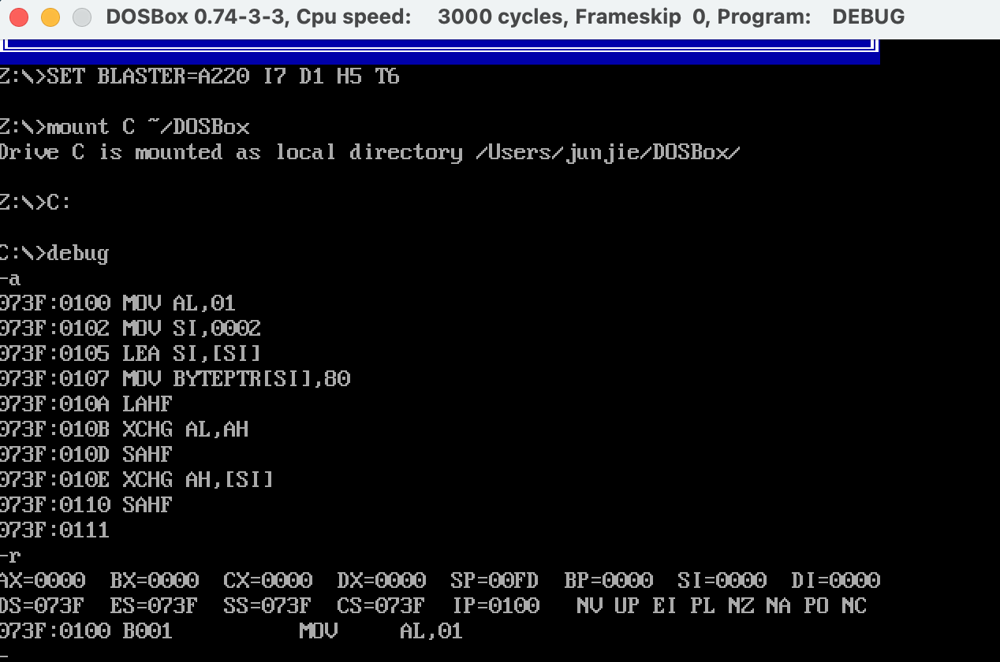 DOSBox 0.74-3-3, Cpu speed: 3000 cycles, Frameskip 0, Program: DEBUG
Z:\>SET BLASTER=A220 I7 D1 H5 T6
Z:\>mount C ~/DOSBox
Drive C is mounted as local directory /Users/junjie/DOSBox/
Z:\>C:
C:\>debug
-a
073F:0100 MOV AL,01
073F:0102 MOV SI,0002
073F:0105 LEA SI,[SI]
073F:0107 MOV BYTEPTR[SI],80
073F:010A LAHF
073F:010B XCHG AL,AH
073F:010D SAHF
073F:010E XCHG AH,[SI]
073F:0110 SAHF
073F:0111
-r
AX=0000 BX=0000 CX=0000 DX=0000 SP=00FD BP=0000 SI=0000 DI=0000
DS=073F ES=073F SS=073F CS=073F IP=0100 NV UP EI PL NZ NA PO NC
073F:0100 B001 MOV AL,01
-